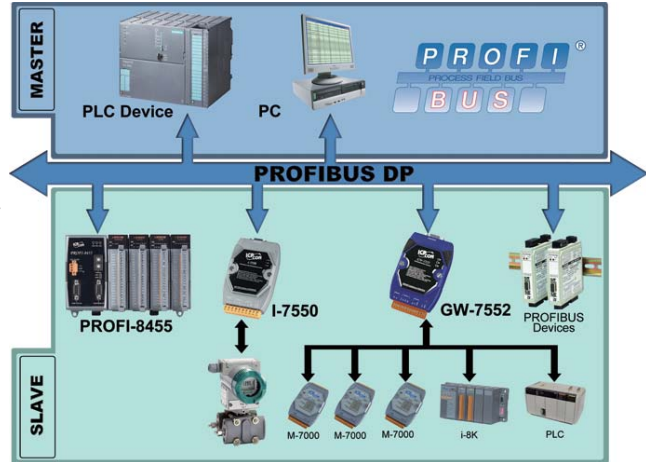 MASTER
PLC Device
PC
PROFI®
PROCESS FIELD BUS
BUS
PROFIBUS DP
SLAVE
PROFI-8455
I-7550
GW-7552
PROFIBUS
Devices
M-7000
M-7000
M-7000
i-8K
PLC